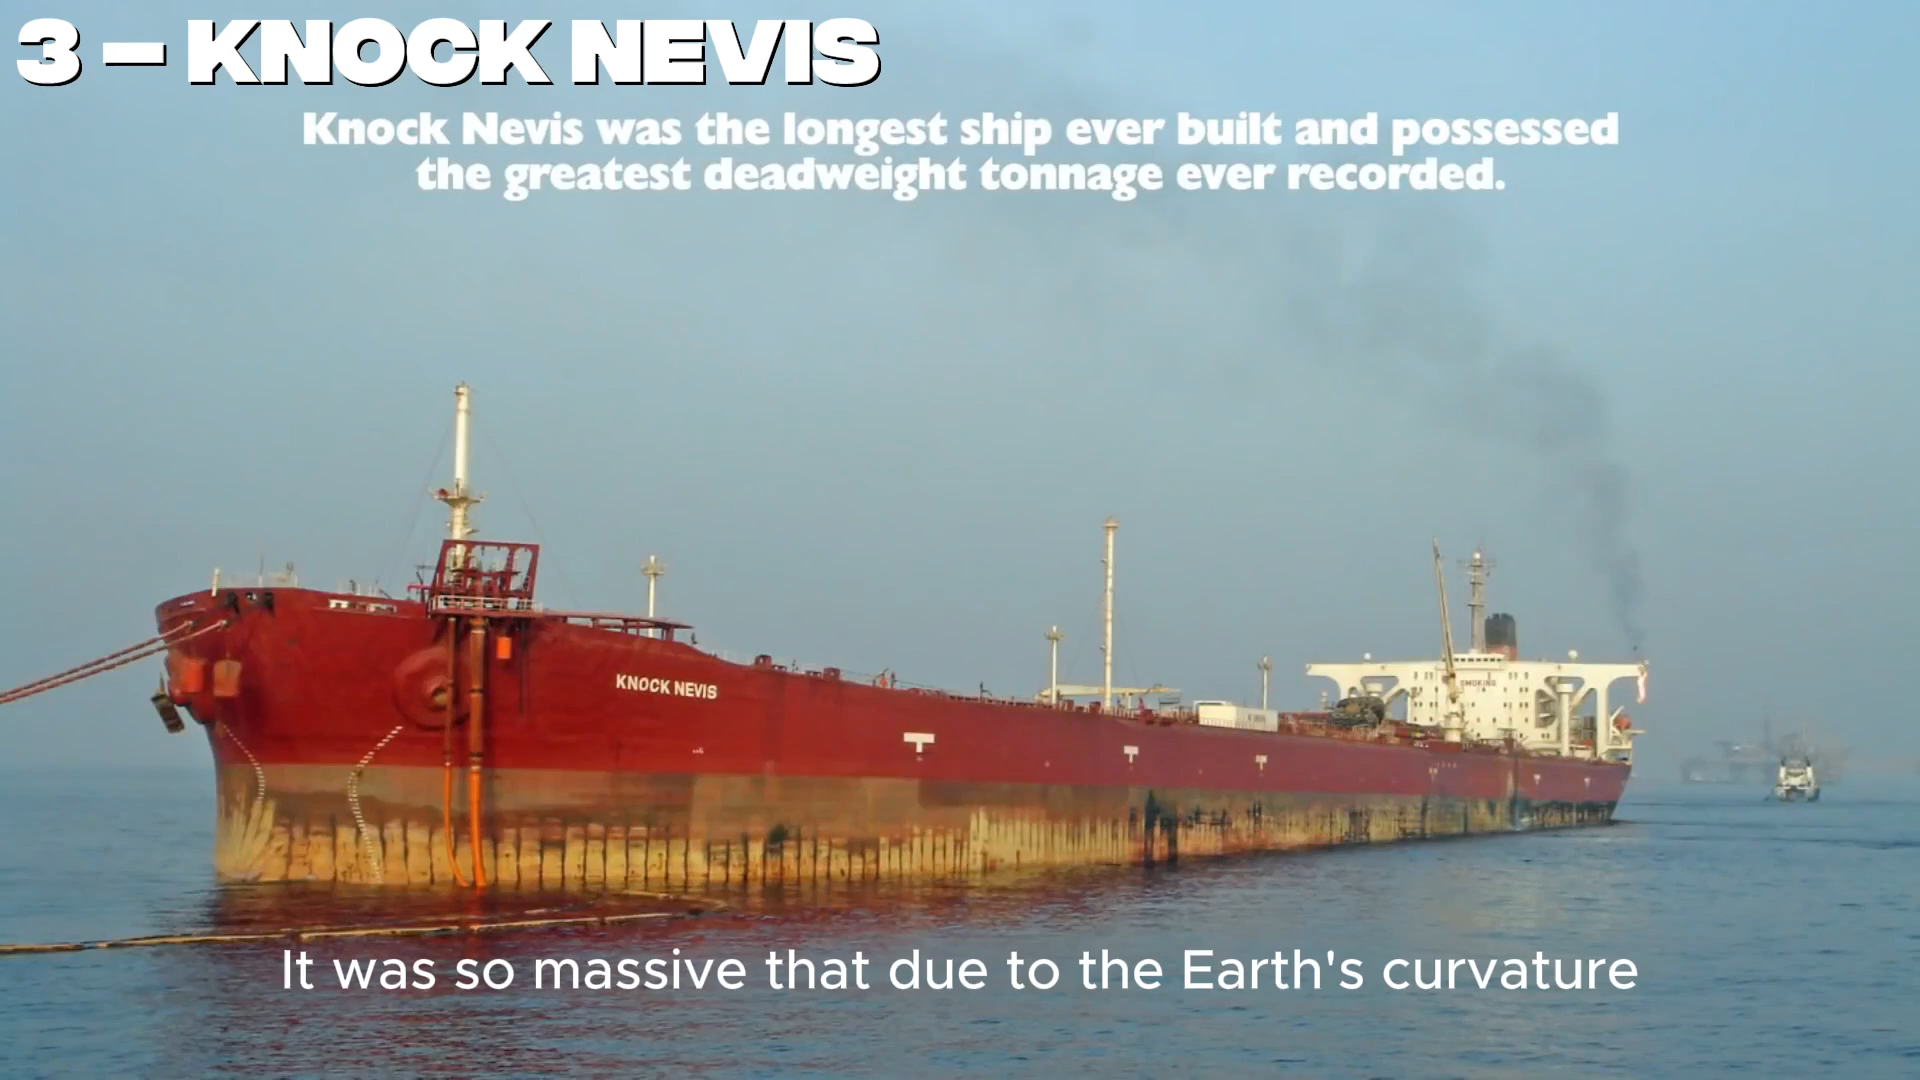 3 – KNOCK NEVIS
Knock Nevis was the longest ship ever built and possessed
the greatest deadweight tonnage ever recorded.
SMOKING
KNOCK NEVIS
It was so massive that due to the Earth's curvature